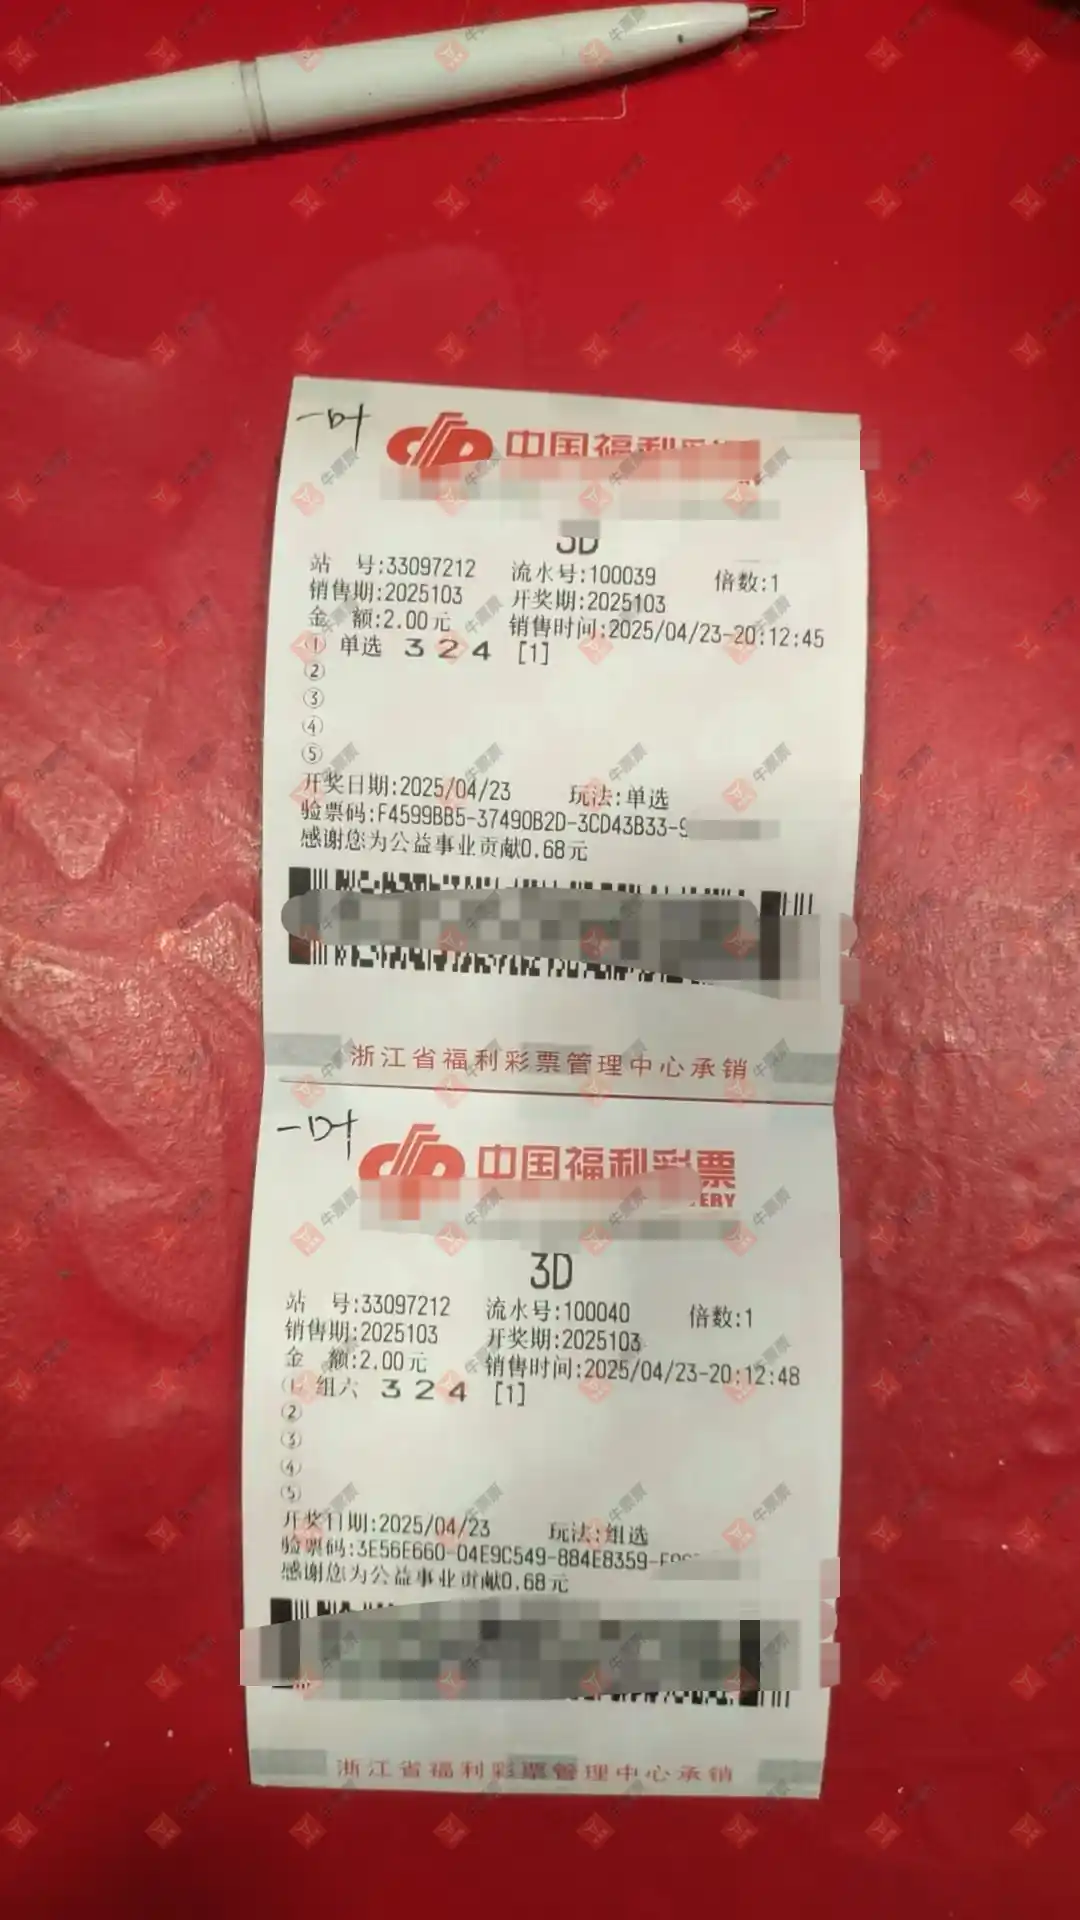 一叶
中国福利彩
3D
站 号:33097212 流水号:100039 倍数:1
销售期:2025103 开奖期:2025103
金 额:2.00元 销售时间:2025/04/23-20:12:45
① 单选 3 2 4 [1]
②
③
④
⑤
开奖日期:2025/04/23 玩法:单选
验票码:F4599BB5-37490B2D-3CD43B33-9
感谢您为公益事业贡献0.68元
浙江省福利彩票管理中心承销
一叶
中国福利彩票
ERY
3D
站 号:33097212 流水号:100040 倍数:1
销售期:2025103 开奖期:2025103
金 额:2.00元 销售时间:2025/04/23-20:12:48
① 组六 3 2 4 [1]
②
③
④
⑤
开奖日期:2025/04/23 玩法:组选
验票码:3E56E660-04E9C549-884E8359-
感谢您为公益事业贡献0.68元
浙江省福利彩票管理中心承销